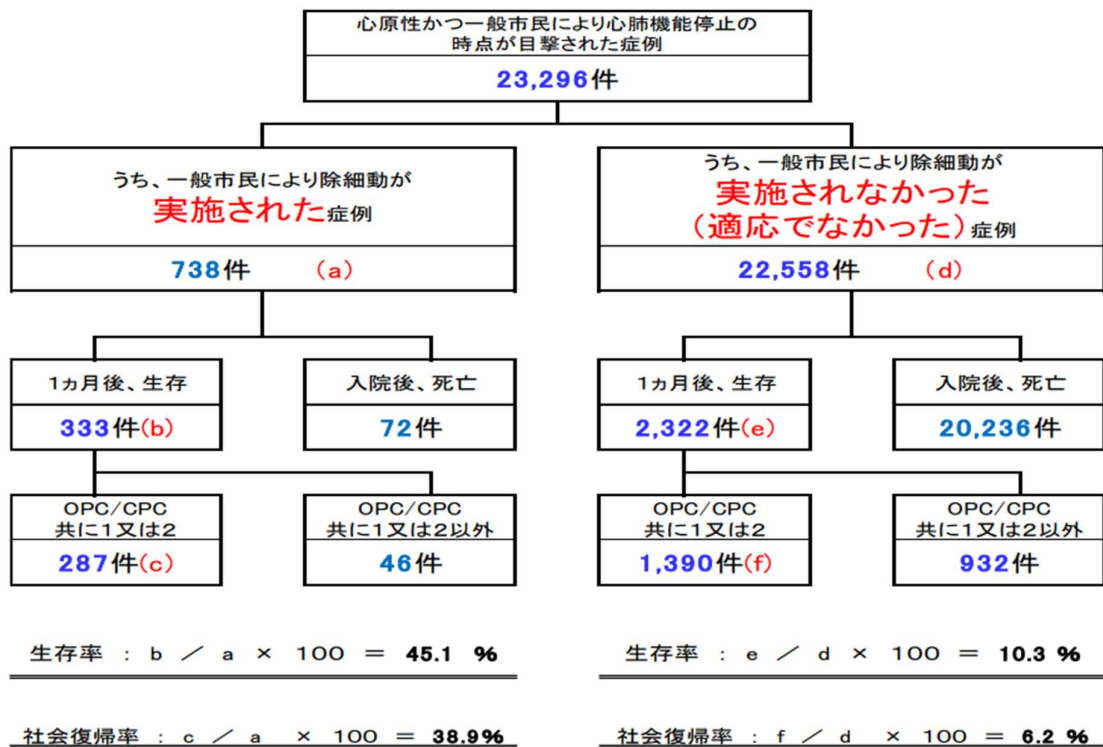 心原性かつ一般市民により心肺機能停止の
時点が目撃された症例
23,296件
うち、一般市民により除細動が
実施された症例
738件 (a)
うち、一般市民により除細動が
実施されなかった
(適応でなかった)症例
22,558件 (d)
1ヵ月後、生存
333件(b)
入院後、死亡
72件
1ヵ月後、生存
2,322件(e)
入院後、死亡
20,236件
OPC/CPC
共に1又は2
287件(c)
OPC/CPC
共に1又は2以外
46件
OPC/CPC
共に1又は2
1,390件(f)
OPC/CPC
共に1又は2以外
932件
生存率 : b / a × 100 = 45.1 %
生存率 : e / d × 100 = 10.3 %
社会復帰率 : c / a × 100 = 38.9%
社会復帰率 : f / d × 100 = 6.2 %